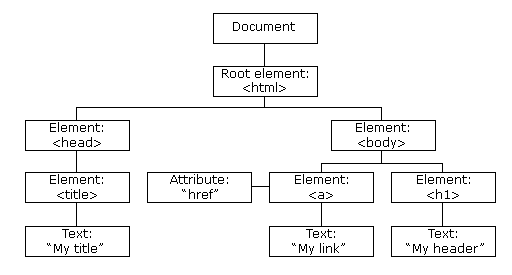 Document
Root element:
<html>
Element:
<head>
Element:
<body>
Element:
<title>
Attribute:
“href”
Element:
<a>
Element:
<h1>
Text:
“My title”
Text:
“My link”
Text:
“My header”